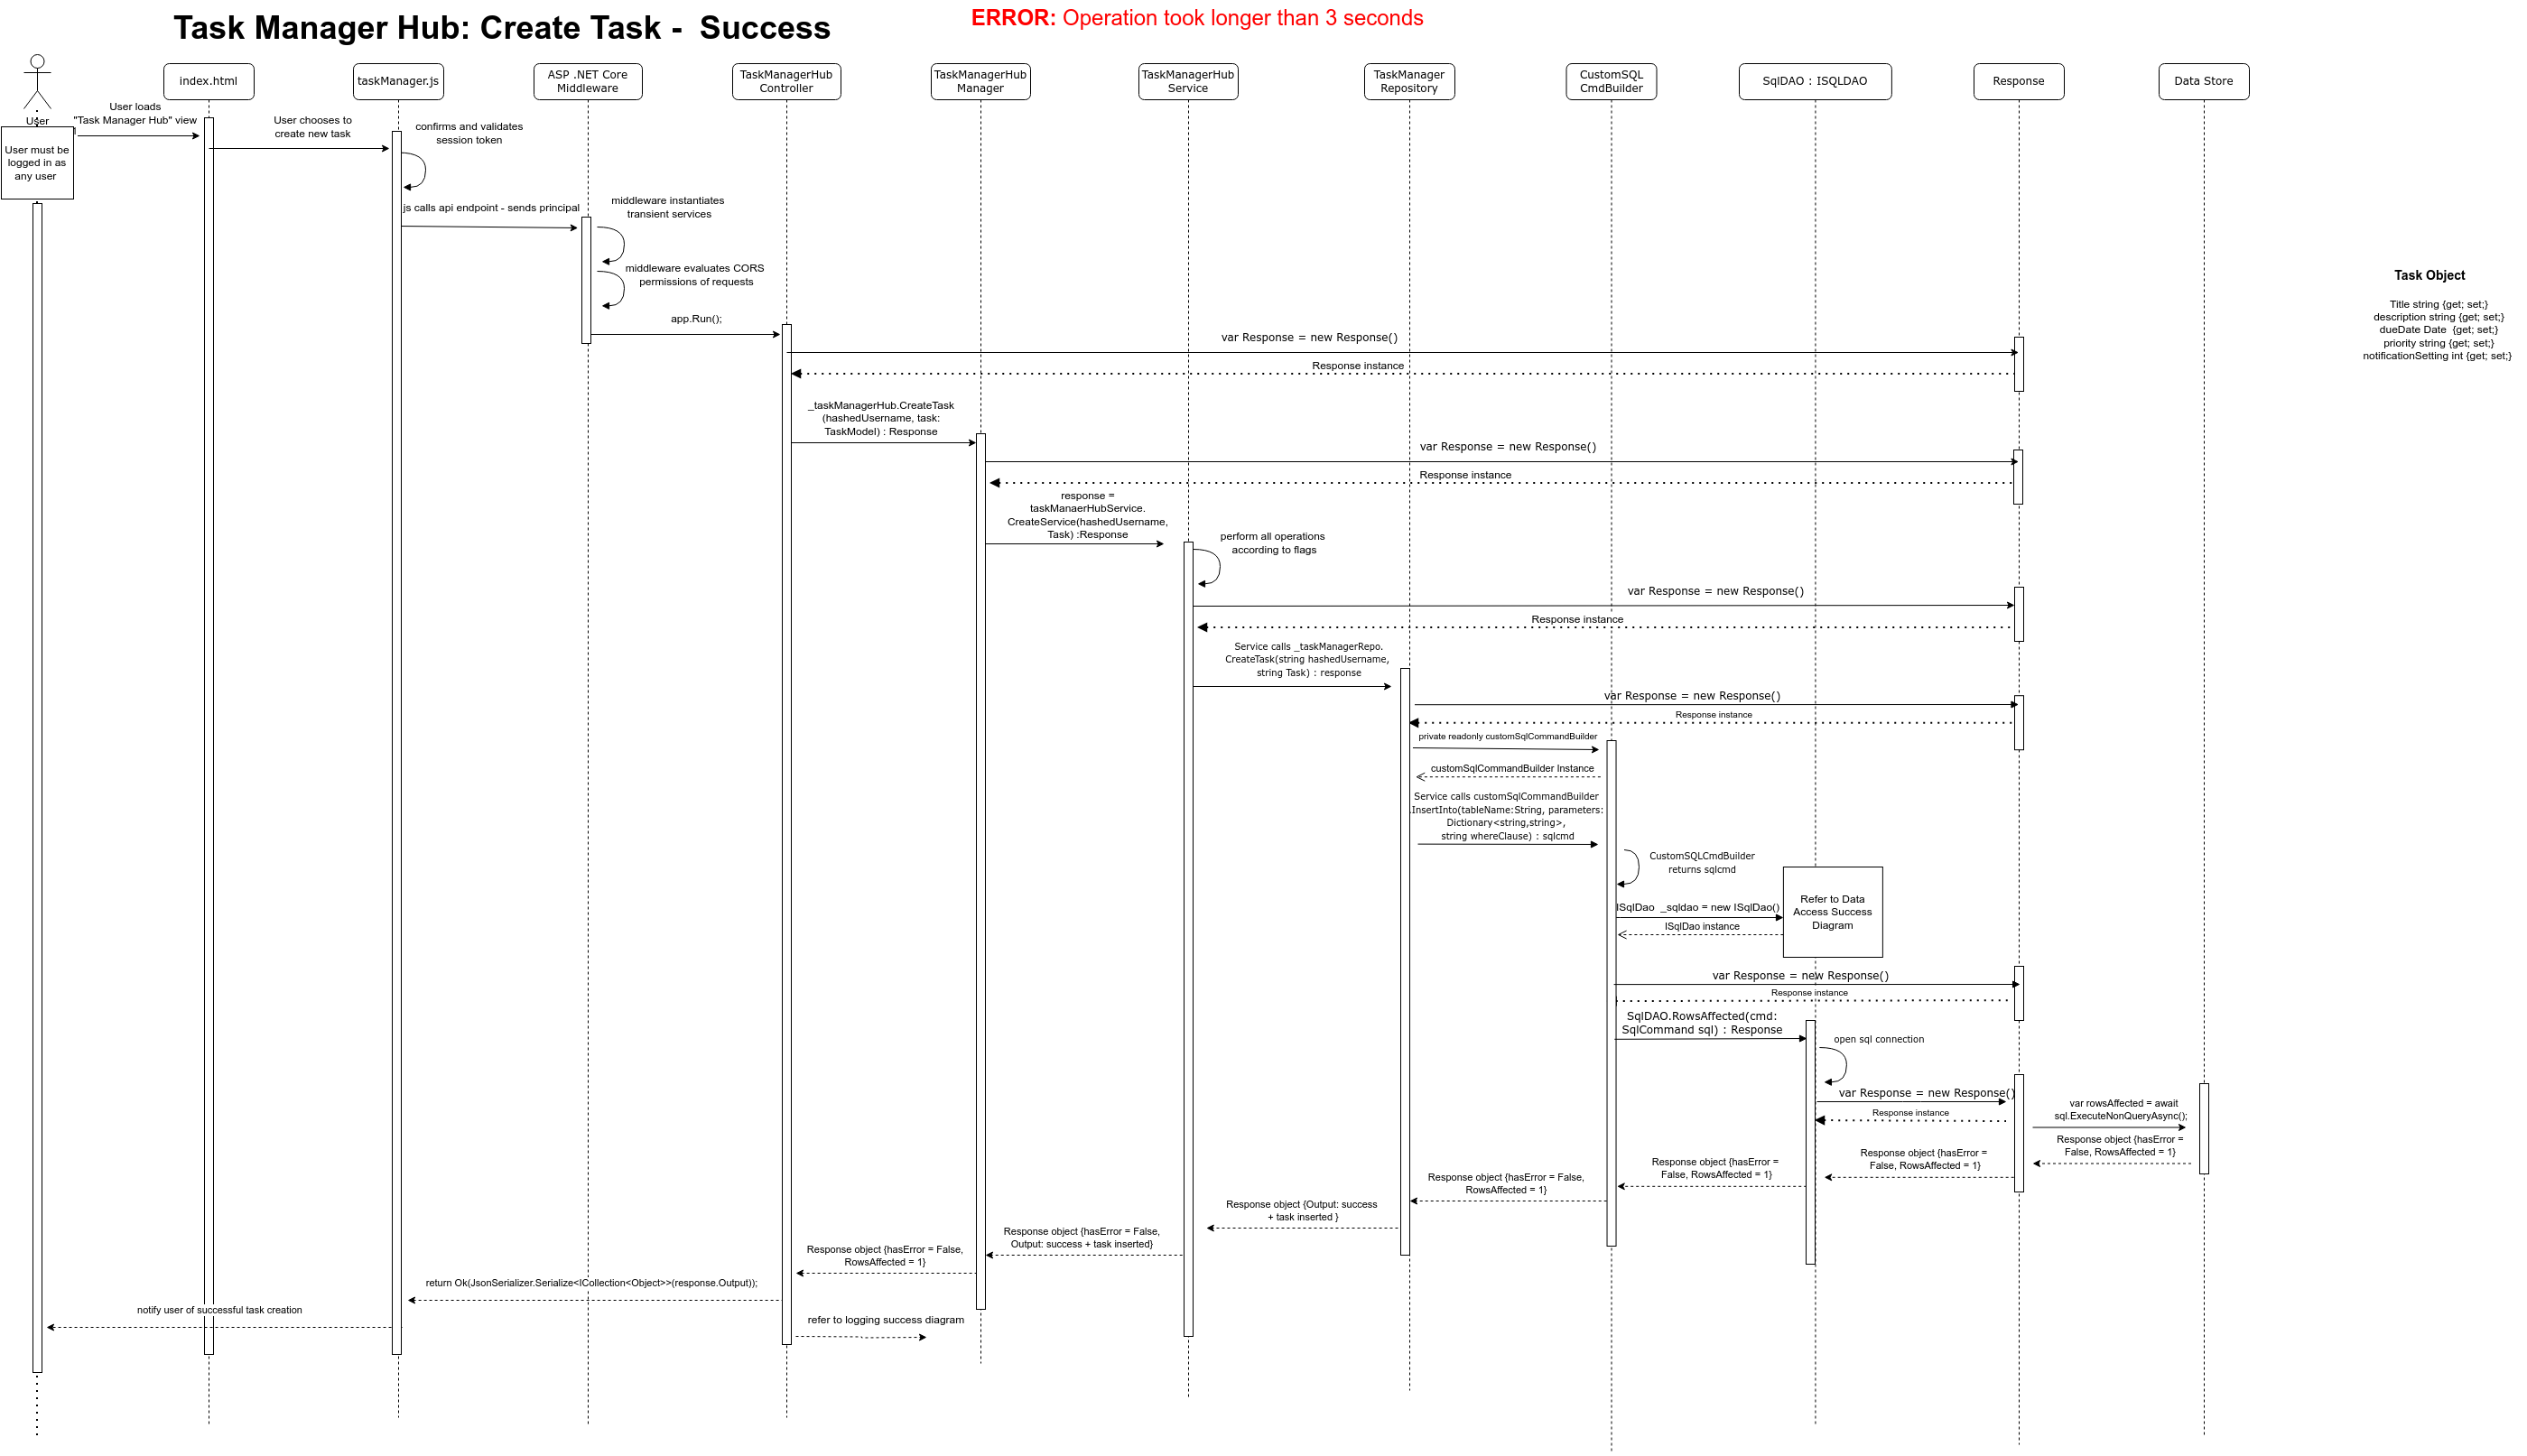 Task Manager Hub: Create Task -  Success
ERROR: Operation took longer than 3 seconds
User
index.html
taskManager.js
ASP .NET Core
Middleware
TaskManagerHub
Controller
TaskManagerHub
Manager
TaskManagerHub
Service
TaskManager
Repository
CustomSQL
CmdBuilder
SqlDAO : ISQLDAO
Response
Data Store
User must be
logged in as
any user
User loads
"Task Manager Hub" view
User chooses to
create new task
confirms and validates
session token
js calls api endpoint - sends principal
middleware instantiates
transient services
middleware evaluates CORS
permissions of requests
app.Run();
Task Object
Title string {get; set;}
description string {get; set;}
dueDate Date  {get; set;}
priority string {get; set;}
notificationSetting int {get; set;}
var Response = new Response()
Response instance
_taskManagerHub.CreateTask
(hashedUsername, task:
TaskModel) : Response
var Response = new Response()
Response instance
response =
taskManaerHubService.
CreateService(hashedUsername,
Task) :Response
perform all operations
according to flags
var Response = new Response()
Response instance
Service calls _taskManagerRepo.
CreateTask(string hashedUsername,
string Task) : response
var Response = new Response()
Response instance
private readonly customSqlCommandBuilder
customSqlCommandBuilder Instance
Service calls customSqlCommandBuilder
.InsertInto(tableName:String, parameters:
Dictionary<string,string>,
string whereClause) : sqlcmd
CustomSQLCmdBuilder
returns sqlcmd
Refer to Data
Access Success
Diagram
ISqlDao  _sqldao = new ISqlDao()
ISqlDao instance
var Response = new Response()
Response instance
SqlDAO.RowsAffected(cmd:
SqlCommand sql) : Response
open sql connection
var Response = new Response()
Response instance
var rowsAffected = await
sql.ExecuteNonQueryAsync();
Response object {hasError =
False, RowsAffected = 1}
Response object {hasError =
False, RowsAffected = 1}
Response object {hasError =
False, RowsAffected = 1}
Response object {hasError = False,
RowsAffected = 1}
Response object {Output: success
+ task inserted }
Response object {hasError = False,
Output: success + task inserted}
Response object {hasError = False,
RowsAffected = 1}
return Ok(JsonSerializer.Serialize<ICollection<Object>>(response.Output));
notify user of successful task creation
refer to logging success diagram